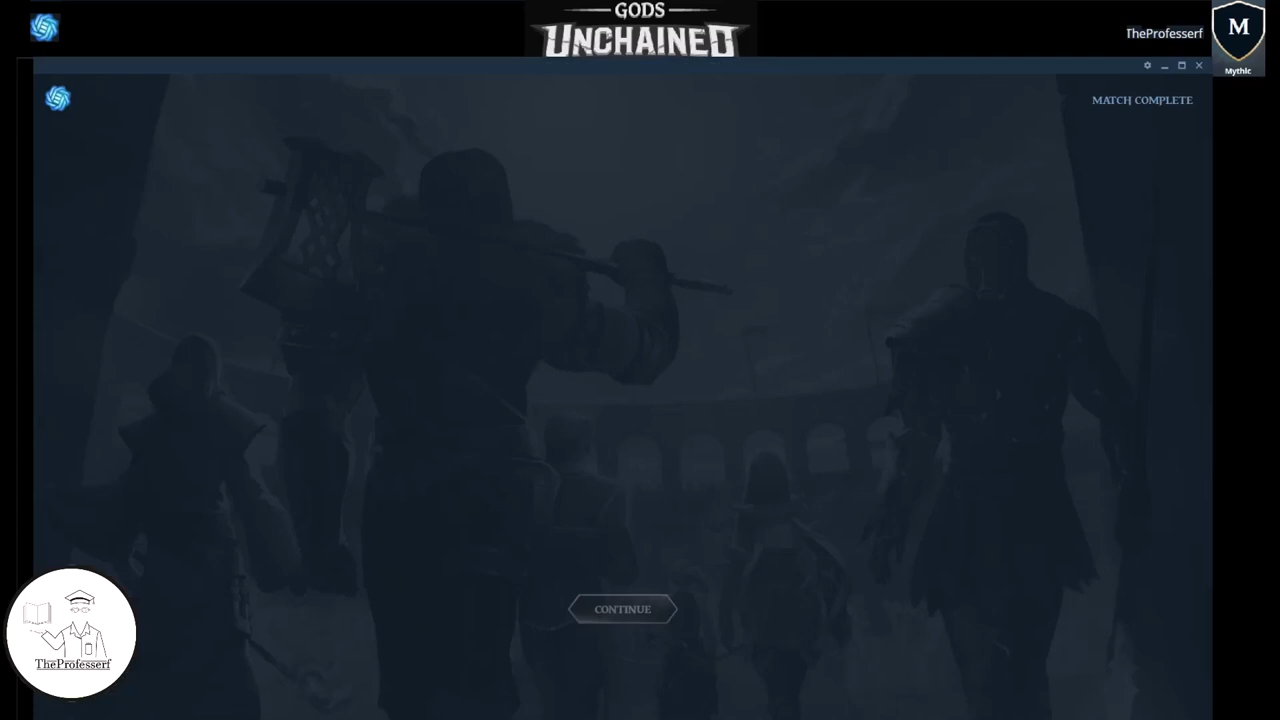 GODS
UNCHAINED
TheProfesserf
M
Mythic
MATCH COMPLETE
CONTINUE
TheProfesserf